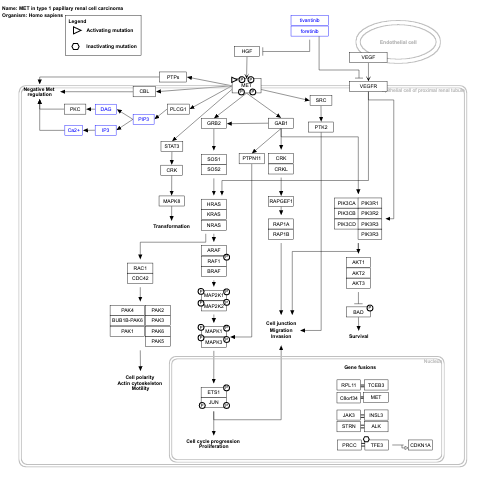 Name: MET in type 1 papillary renal cell carcinoma
Organism: Homo sapiens
Legend
Activating mutation
Inactivating mutation
tivantinib
foretinib
HGF
Endothelial cell
VEGF
VEGFR
MET
P
P
P
P
PTPs
CBL
Negative Met
regulation
PKC
DAG
PLCG1
PIP3
Ca2+
IP3
SRC
PTK2
GRB2
GAB1
STAT3
CRK
MAPK8
Transformation
SOS1
SOS2
PTPN11
CRK
CRKL
RAPGEF1
RAP1A
RAP1B
HRAS
KRAS
NRAS
PIK3CA
PIK3R1
PIK3CB
PIK3R2
PIK3CD
PIK3R3
PIK3R3
ARAF
RAF1
P
BRAF
RAC1
CDC42
AKT1
AKT2
AKT3
BAD
P
Survival
MAP2K1
MAP2K2
P
P
P
P
PAK4
PAK2
BUB1B-PAK6
PAK3
PAK1
PAK6
PAK5
MAPK1
MAPK3
P
P
P
P
Cell junction
Migration
Invasion
Cell polarity
Actin cytoskeleton
Motility
ETS1
P
JUN
P
P
Cell cycle progression
Proliferation
Nucleus
Gene fusions
RPL11
TCEB3
C8orf34
MET
JAK3
INSL3
STRN
ALK
PRCC
TFE3
CDKN1A